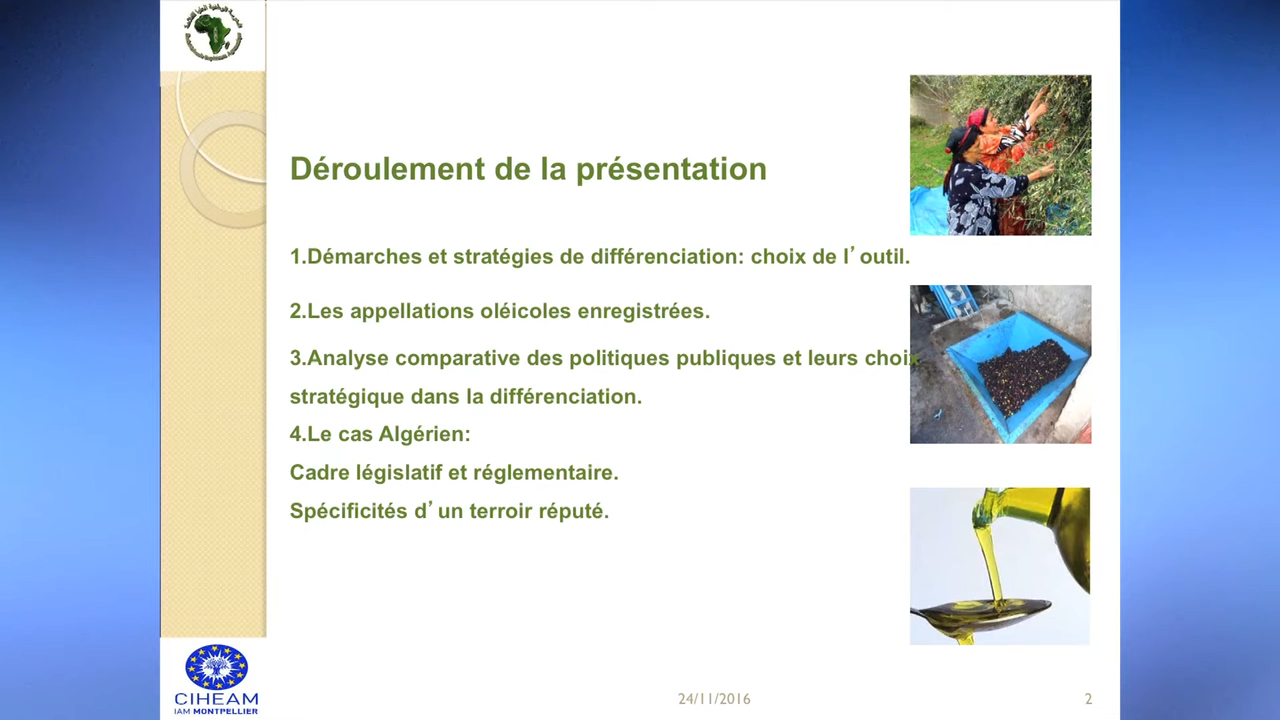 Déroulement de la présentation
1.Démarches et stratégies de différenciation: choix de l’outil.
2.Les appellations oléicoles enregistrées.
3.Analyse comparative des politiques publiques et leurs choix
stratégique dans la différenciation.
4.Le cas Algérien:
Cadre législatif et réglementaire.
Spécificités d’un terroir réputé.
CIHEAM
IAM MONTPELLIER
24/11/2016
2